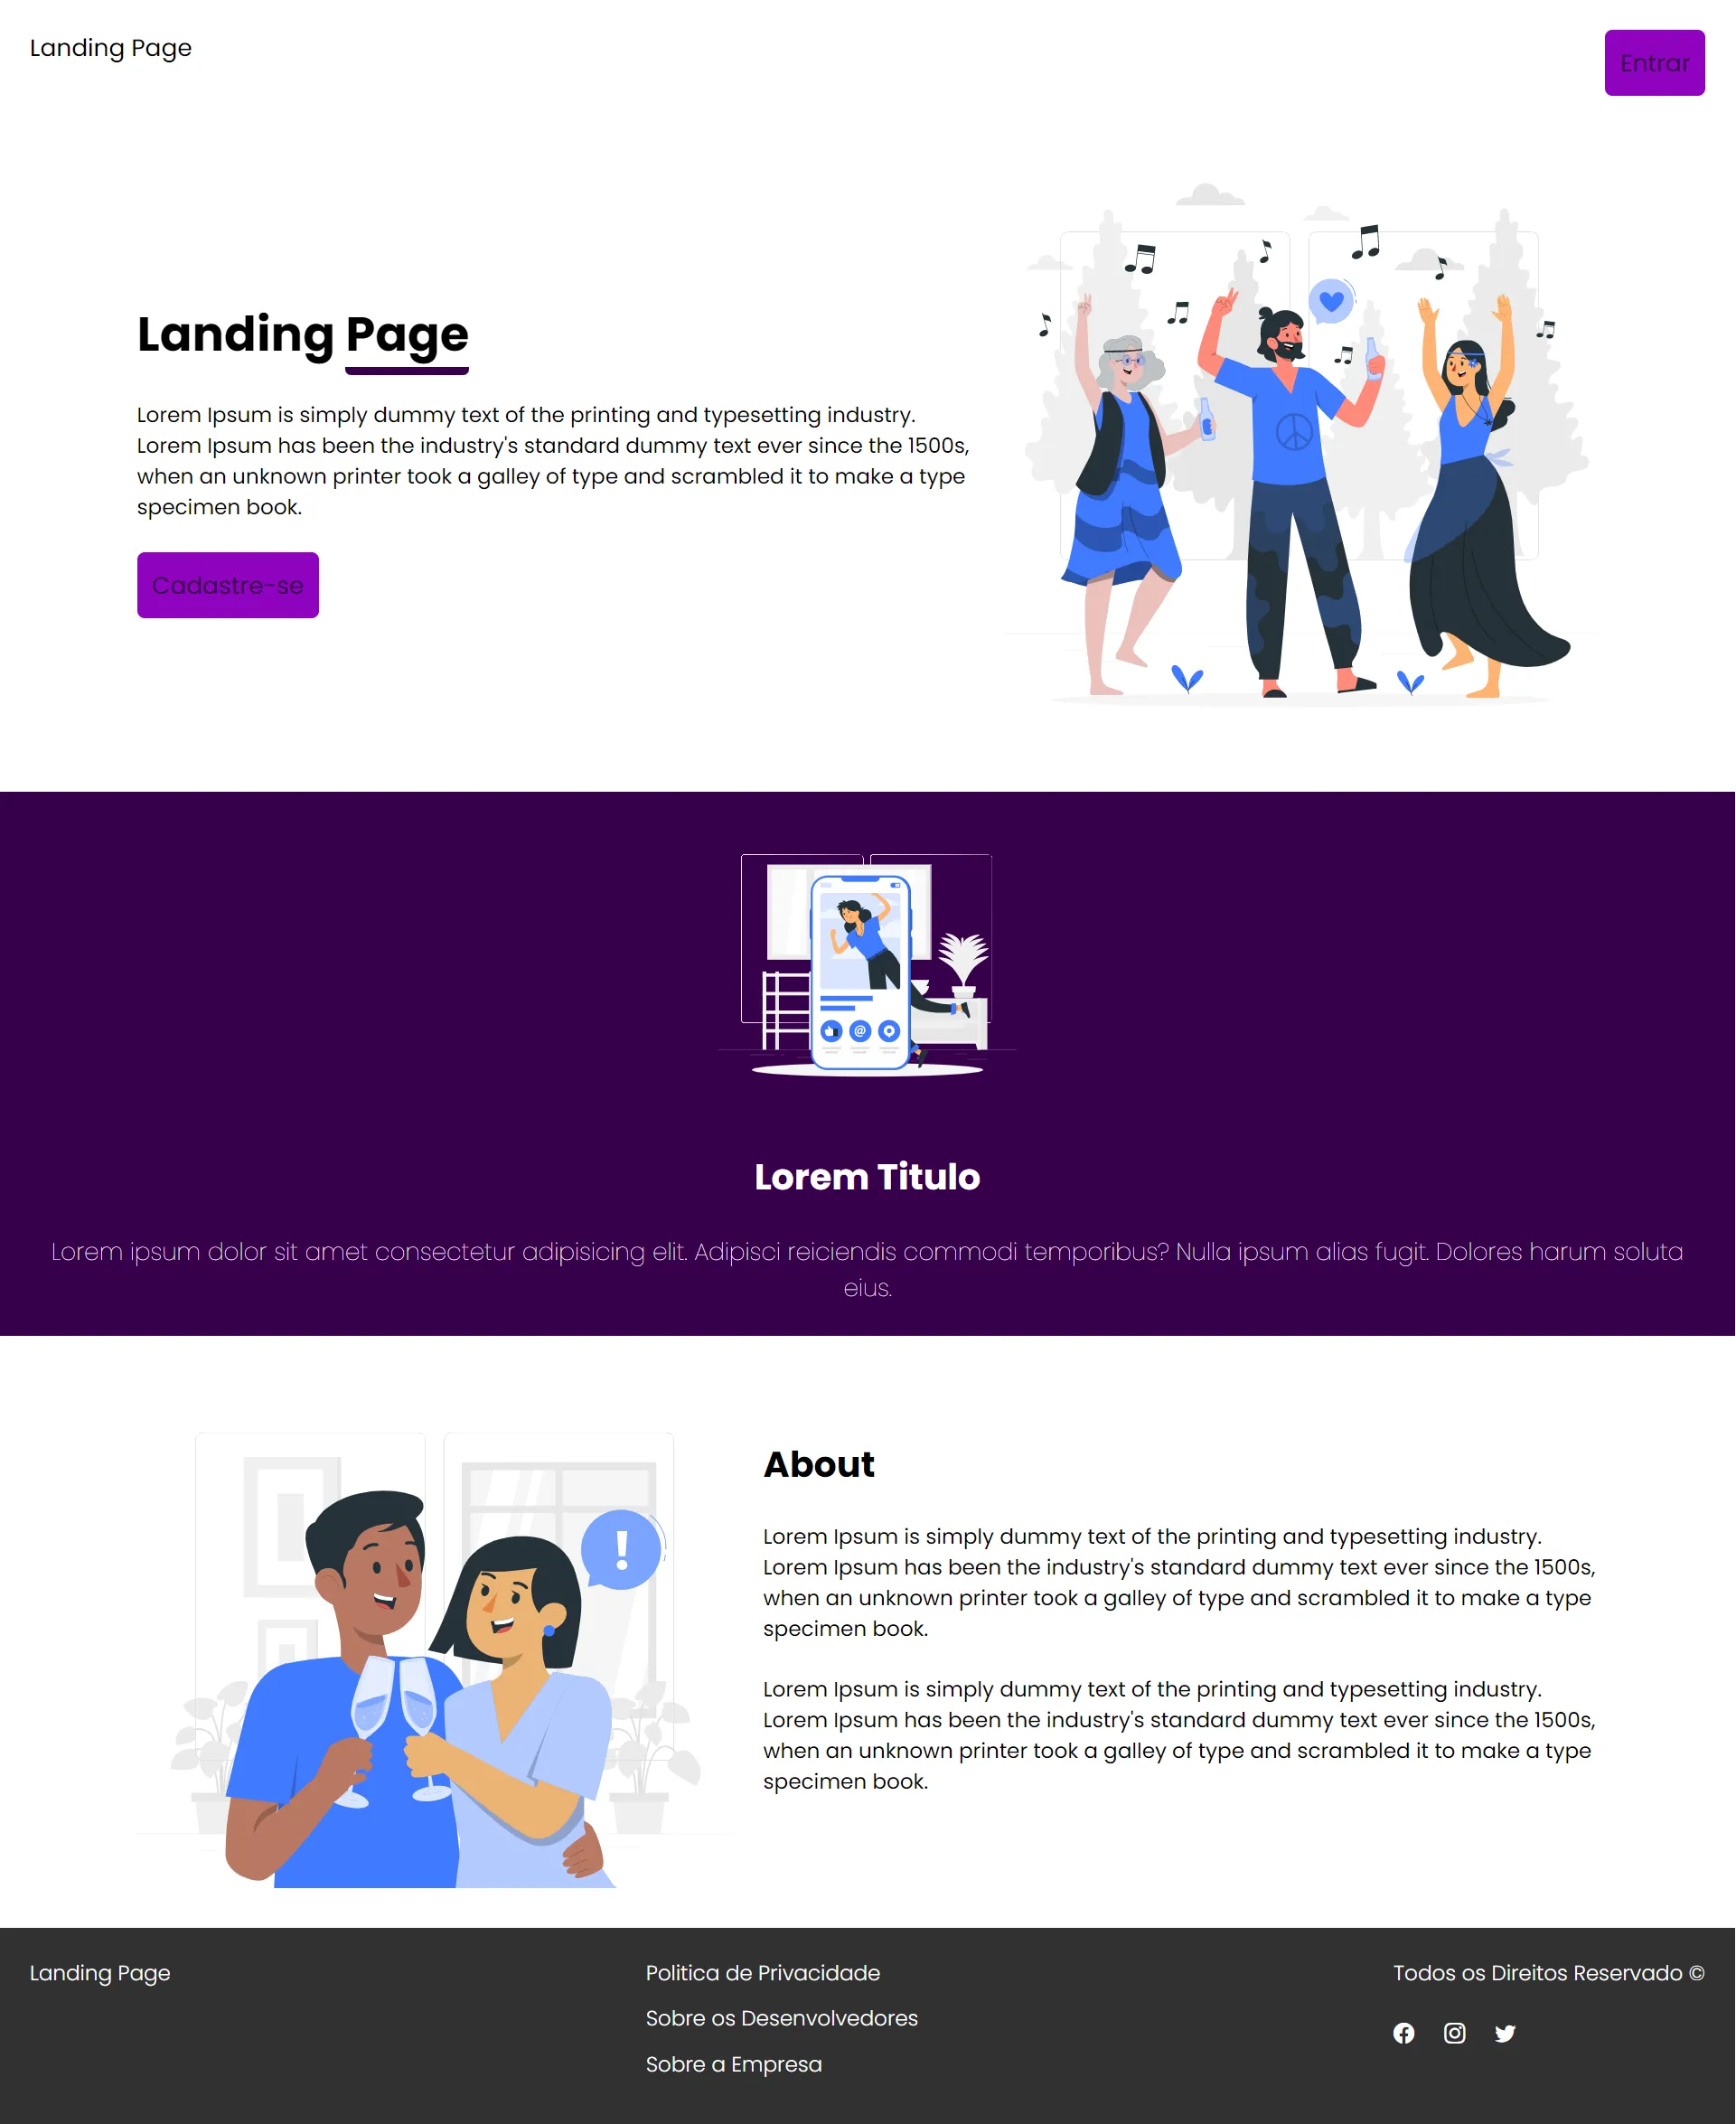 Landing Page
Entrar
Landing Page
Lorem Ipsum is simply dummy text of the printing and typesetting industry.
Lorem Ipsum has been the industry's standard dummy text ever since the 1500s,
when an unknown printer took a galley of type and scrambled it to make a type
specimen book.
Cadastre-se
@
Lorem Titulo
Lorem ipsum dolor sit amet consectetur adipisicing elit. Adipisci reiciendis commodi temporibus? Nulla ipsum alias fugit. Dolores harum soluta
eius.
!
About
Lorem Ipsum is simply dummy text of the printing and typesetting industry.
Lorem Ipsum has been the industry's standard dummy text ever since the 1500s,
when an unknown printer took a galley of type and scrambled it to make a type
specimen book.
Lorem Ipsum is simply dummy text of the printing and typesetting industry.
Lorem Ipsum has been the industry's standard dummy text ever since the 1500s,
when an unknown printer took a galley of type and scrambled it to make a type
specimen book.
Landing Page
Politica de Privacidade
Sobre os Desenvolvedores
Sobre a Empresa
Todos os Direitos Reservado ©